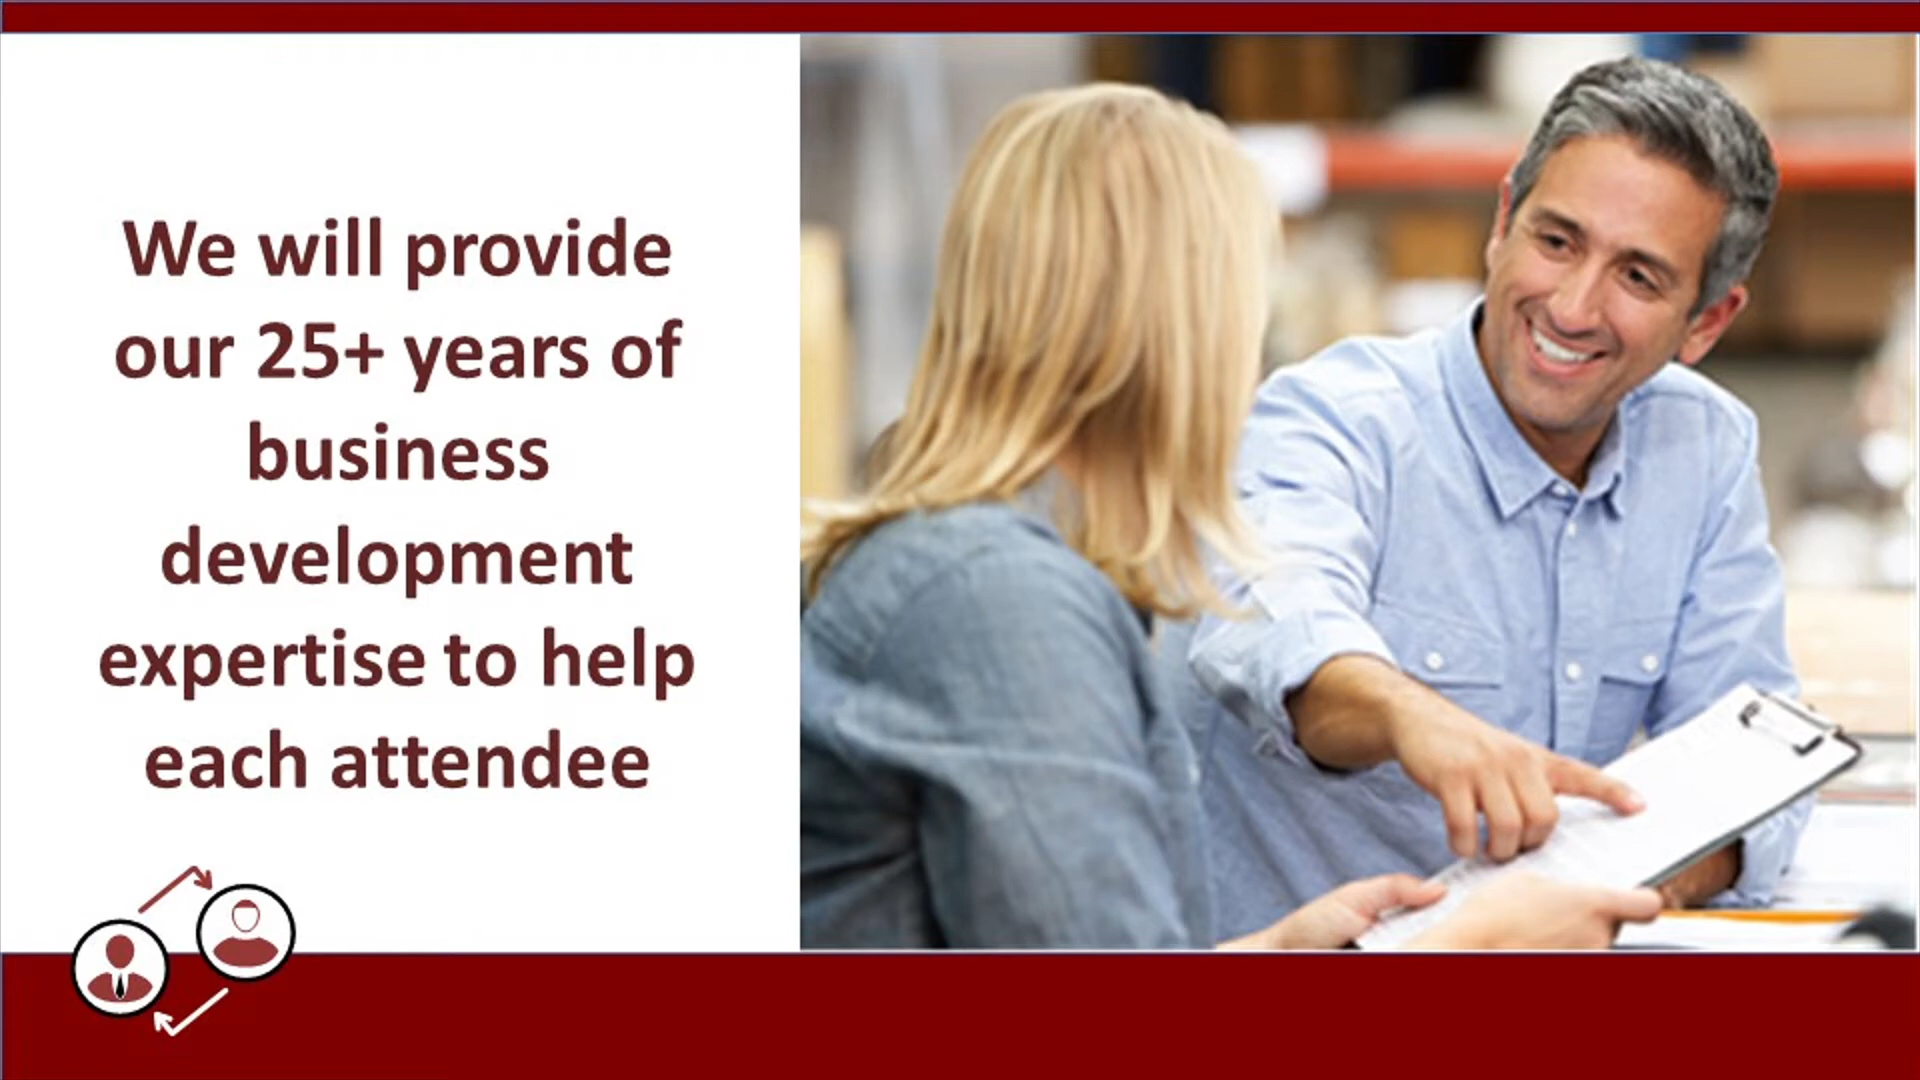 We will provide
our 25+ years of
business
development
expertise to help
each attendee